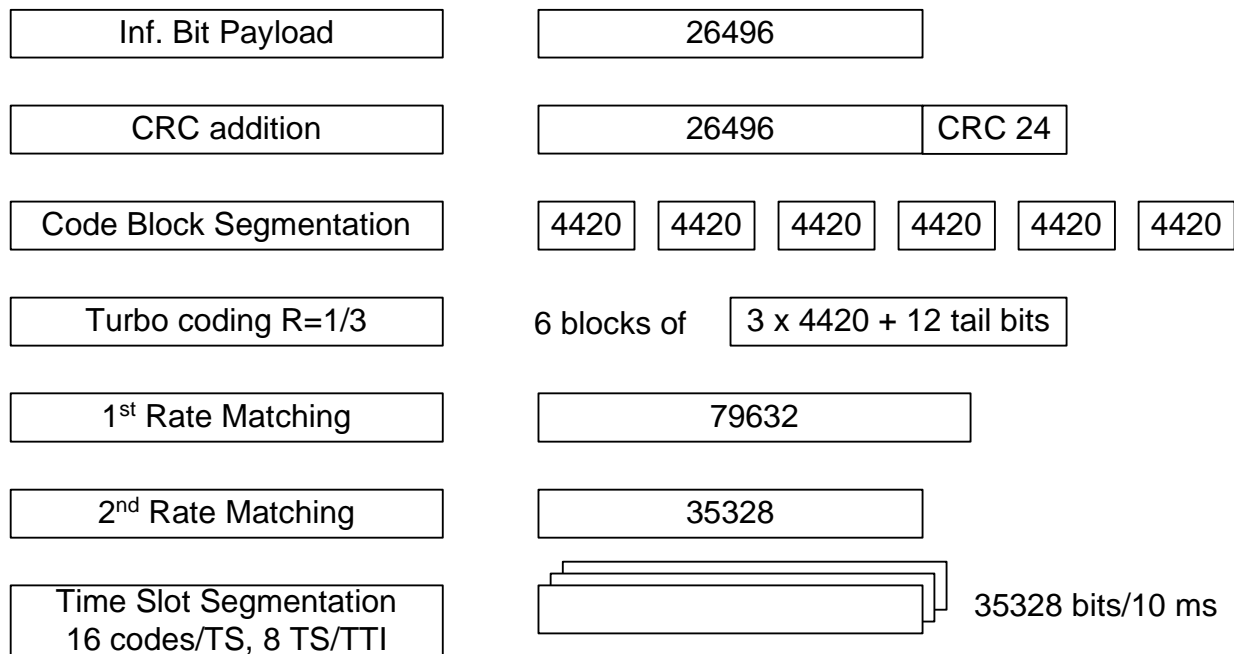 Inf. Bit Payload 26496
CRC addition 26496 CRC 24
Code Block Segmentation 4420 4420 4420 4420 4420 4420
Turbo coding R=1/3 6 blocks of 3 x 4420 + 12 tail bits
1st Rate Matching 79632
2nd Rate Matching 35328
Time Slot Segmentation
16 codes/TS, 8 TS/TTI
35328 bits/10 ms